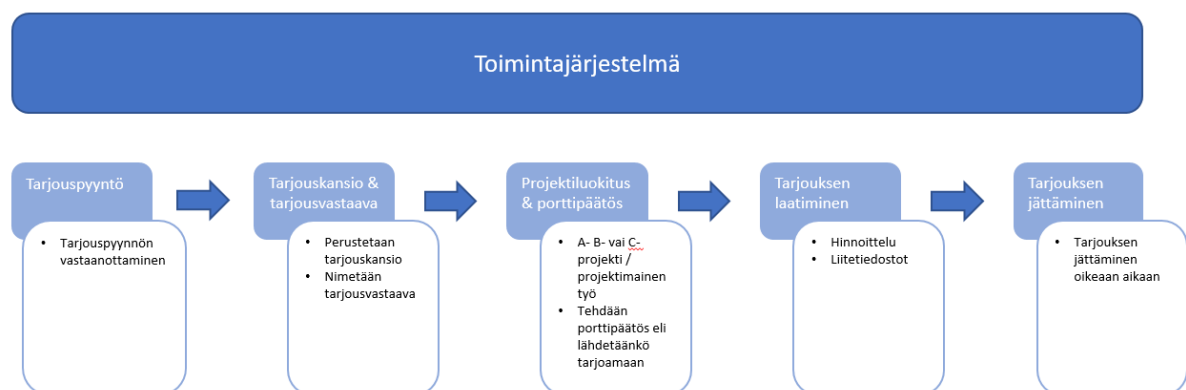 Toimintajärjestelmä
Tarjouspyyntö
• Tarjouspyynnön
vastaanottaminen
Tarjouskansio &
tarjousvastaava
• Perustetaan
tarjouskansio
• Nimetään
tarjousvastaava
Projektiluokitus
& porttipäätös
• A- B- vai C-
projekti /
projektimainen
työ
• Tehdään
porttipäätös eli
lähdetäänkö
tarjoamaan
Tarjouksen
laatiminen
• Hinnoittelu
• Liitetiedostot
Tarjouksen
jättäminen
• Tarjouksen
jättäminen
oikeaan aikaan